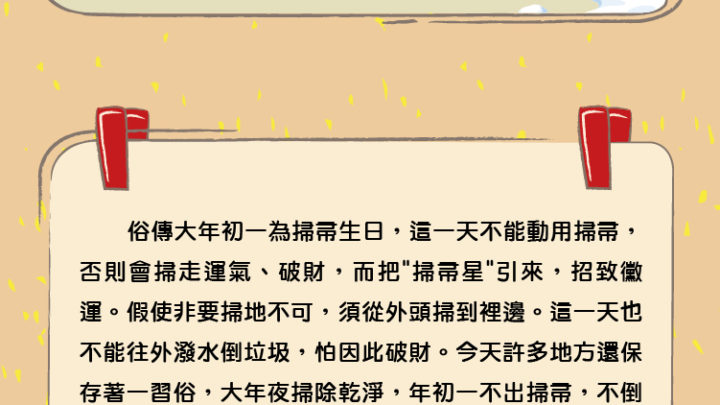 俗傳大年初一為掃帚生日，這一天不能動用掃帚，
否則會掃走運氣、破財，而把"掃帚星"引來，招致黴
運。假使非要掃地不可，須從外頭掃到裡邊。這一天也
不能往外潑水倒垃圾，怕因此破財。今天許多地方還保
存著一習俗，大年夜掃除乾淨，年初一不出掃帚，不倒